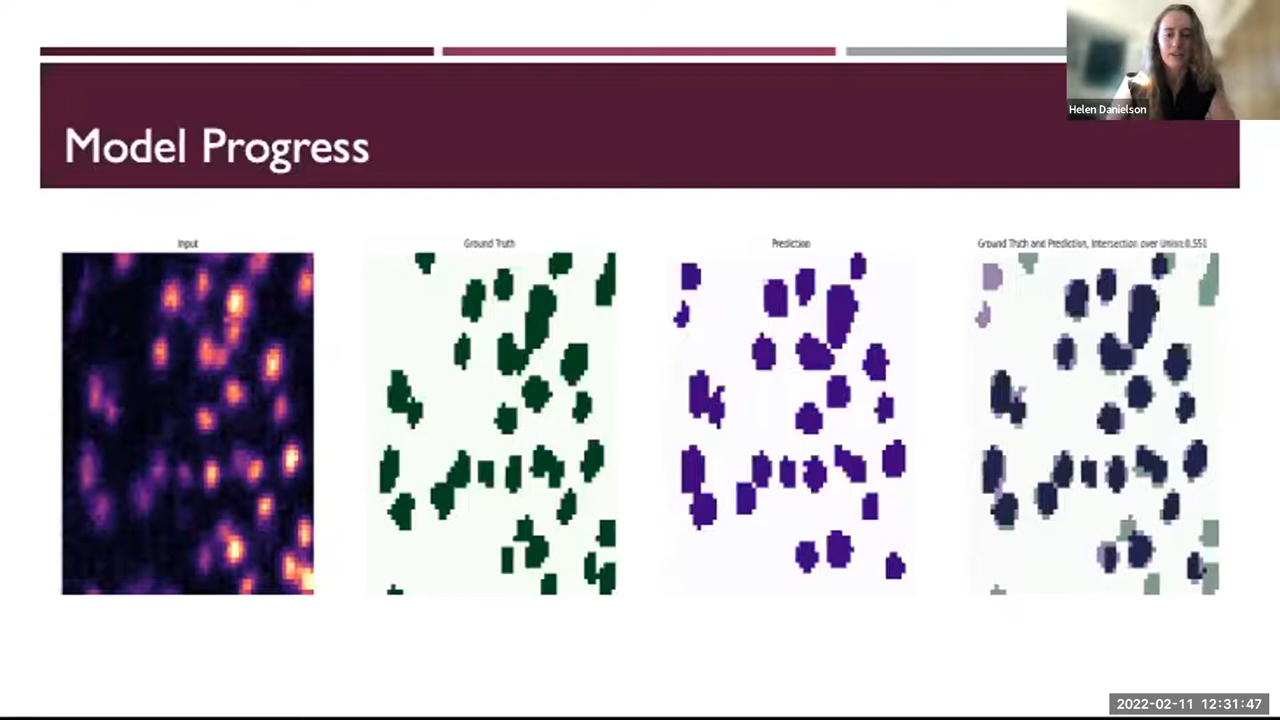 Helen Danielson
Model Progress
Input
Ground Truth
Prediction
Ground Truth and Prediction, Intersection over Union:0.551
2022-02-11 12:31:47